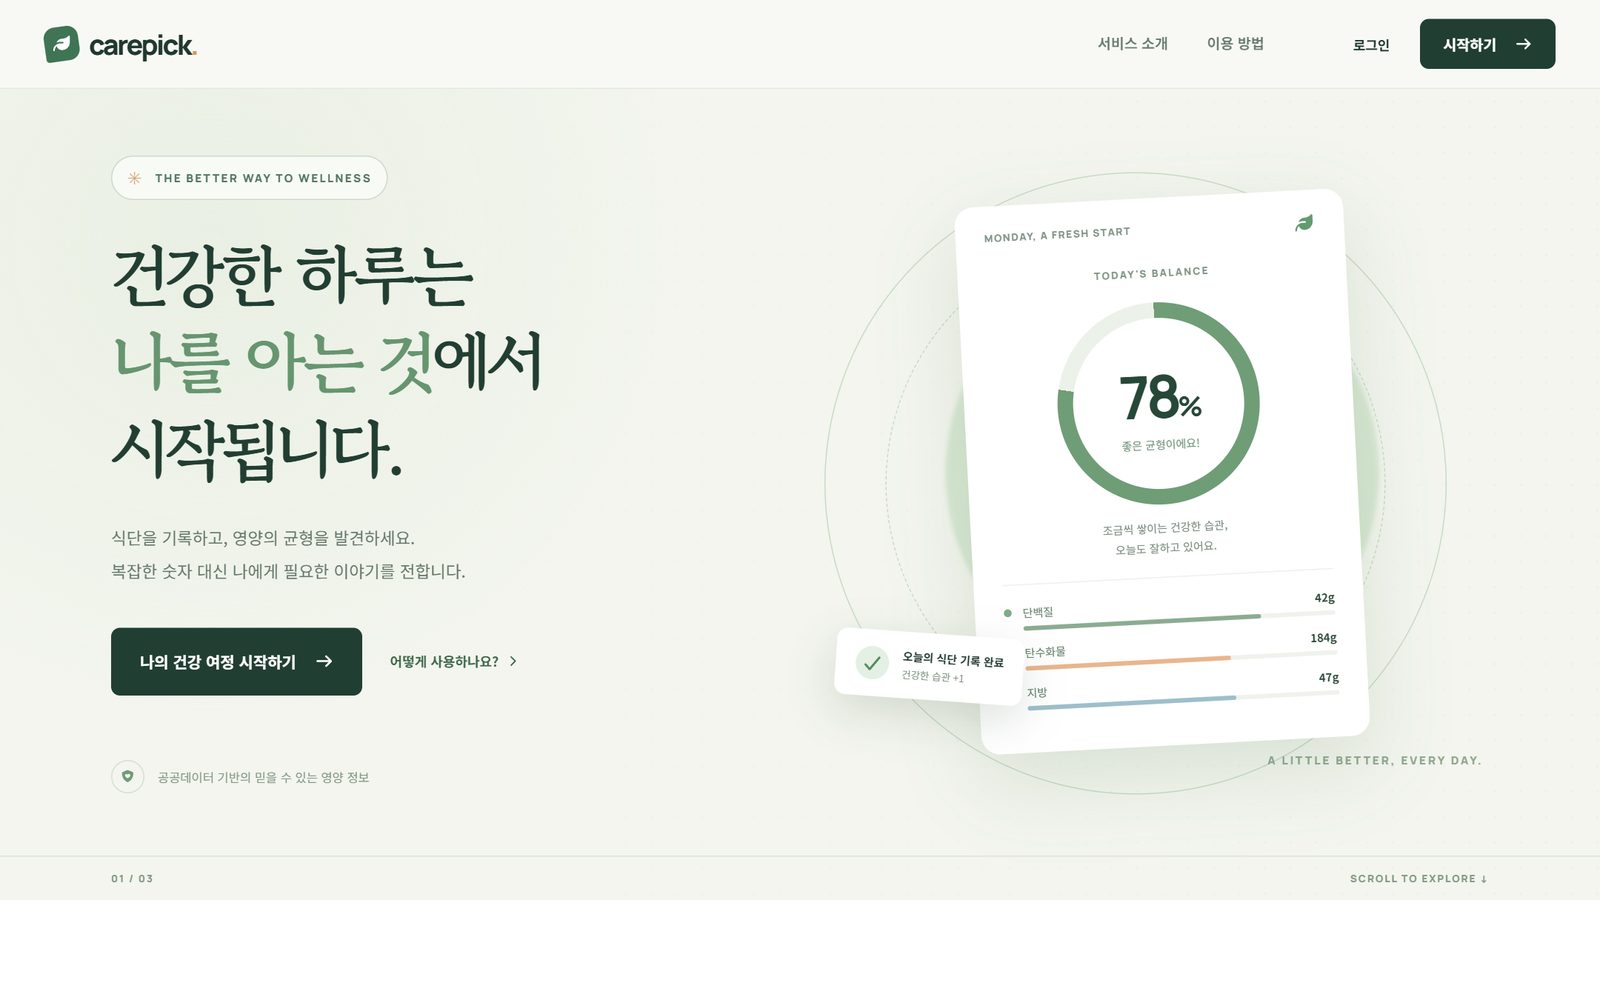 carepick.
서비스 소개
이용 방법
로그인
시작하기 →
THE BETTER WAY TO WELLNESS
건강한 하루는
나를 아는 것에서
시작됩니다.
식단을 기록하고, 영양의 균형을 발견하세요.
복잡한 숫자 대신 나에게 필요한 이야기를 전합니다.
나의 건강 여정 시작하기 →
어떻게 사용하나요?
공공데이터 기반의 믿을 수 있는 영양 정보
MONDAY, A FRESH START
TODAY'S BALANCE
78%
좋은 균형이에요!
조금씩 쌓이는 건강한 습관,
오늘도 잘하고 있어요.
단백질 42g
탄수화물 184g
지방 47g
오늘의 식단 기록 완료
건강한 습관 +1
A LITTLE BETTER, EVERY DAY.
01 / 03
SCROLL TO EXPLORE ↓